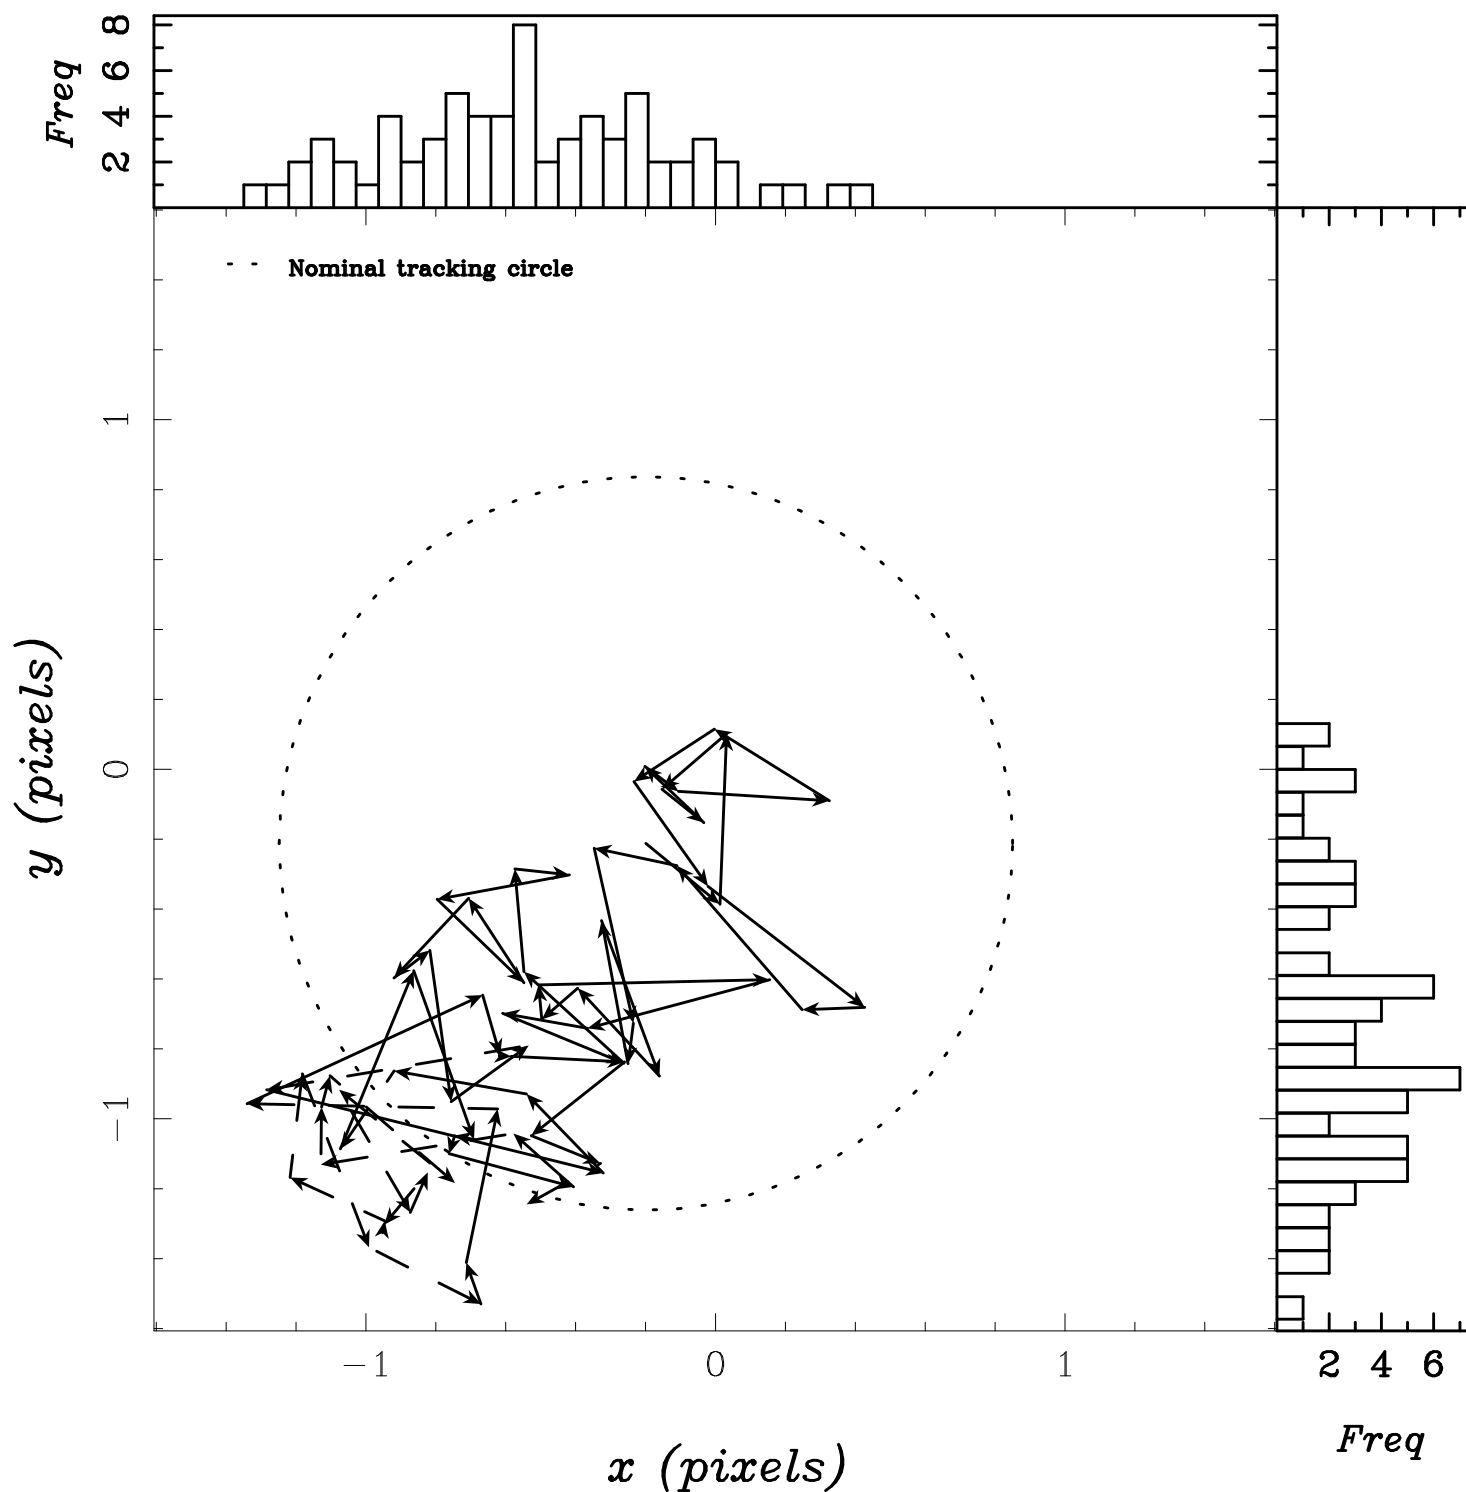 8
6
4
2
Freq
Nominal tracking circle
1
0
−1
y (pixels)
−1 0 1
x (pixels)
2 4 6
Freq